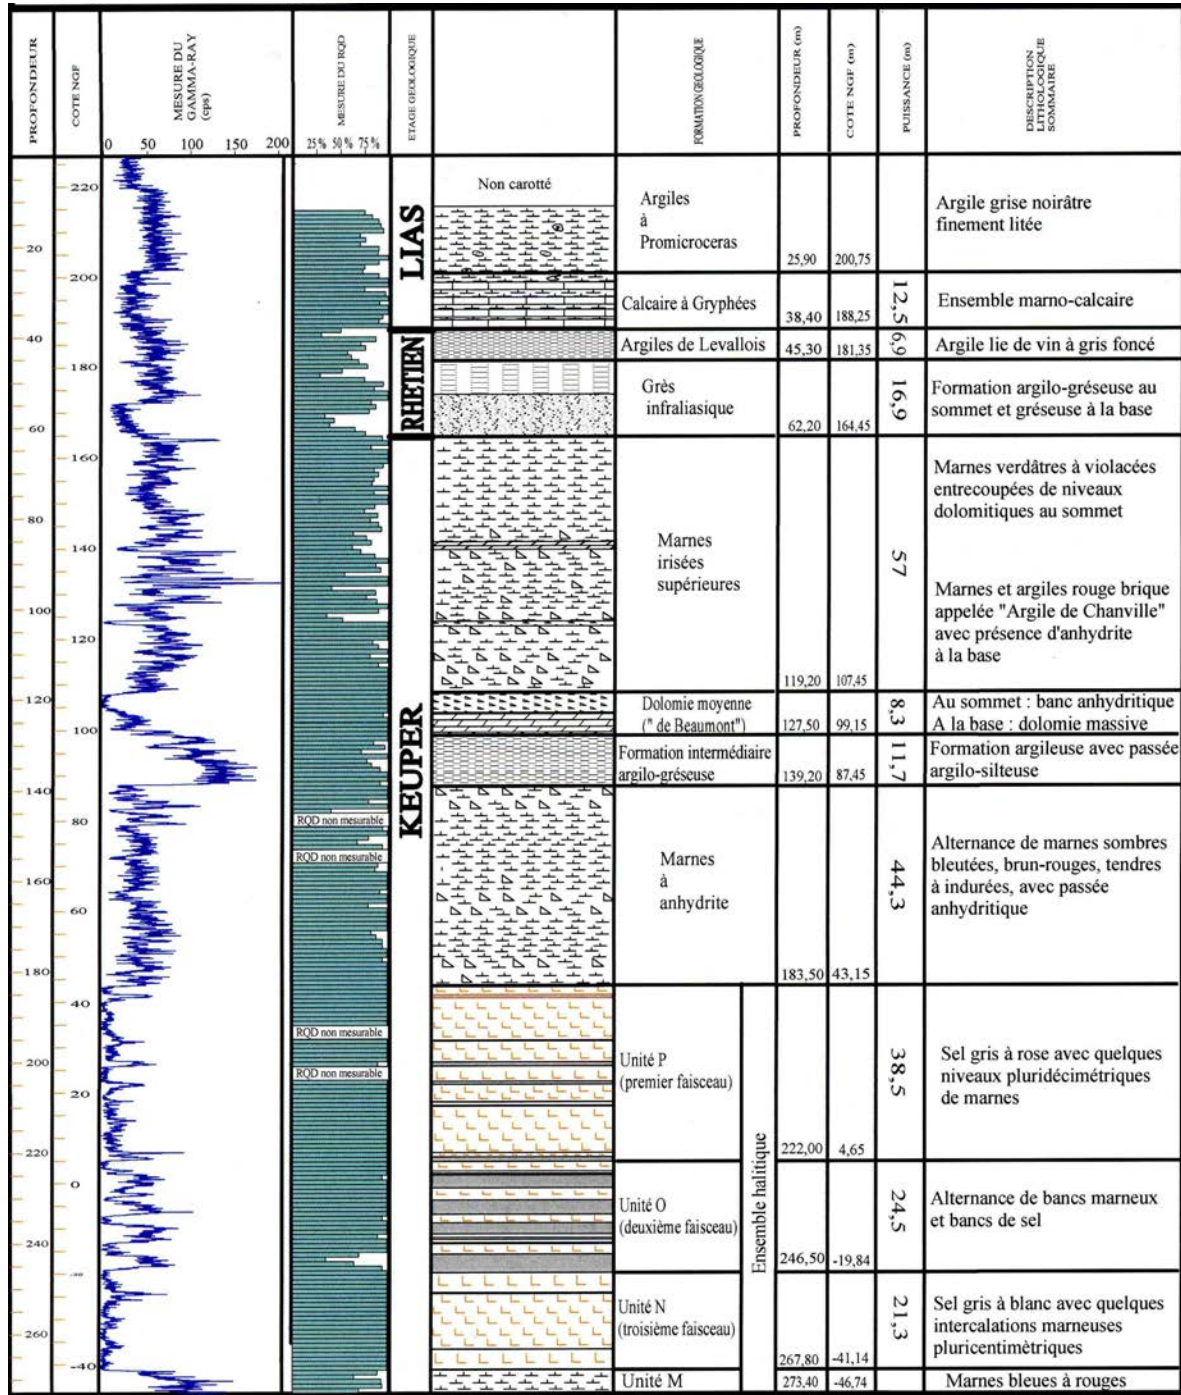 PROFONDEUR
COTE NGF
MESURE DU
GAMMA-RAY
(cps)
MESURE DU RQD
ETAGE GEOLOGIQUE
FORMATION GEOLOGIQUE
PROFONDEUR (m)
COTE NGF (m)
PUISSANCE (m)
DESCRIPTION
LITHOLOGIQUE
SOMMAIRE
0 50 100 150 200
25 % 50 % 75 %
20
40
60
80
100
120
140
160
180
200
220
240
260
220
200
180
160
140
120
100
80
60
40
20
0
-40
RQD non mesurable
RQD non mesurable
RQD non mesurable
RQD non mesurable
LIAS
RHETIEN
KEUPER
Non carotté
Argiles
à
Promicroceras
25,90 200,75
Argile grise noirâtre
finement litée
Calcaire à Gryphées
38,40 188,25
12,5
Ensemble marno-calcaire
Argiles de Levallois
45,30 181,35
6,9
Argile lie de vin à gris foncé
Grès
infraliasique
62,20 164,45
16,9
Formation argilo-gréseuse au
sommet et gréseuse à la base
Marnes
irisées
supérieures
119,20 107,45
57
Marnes verdâtres à violacées
entrecoupées de niveaux
dolomitiques au sommet
Marnes et argiles rouge brique
appelée "Argile de Chanville"
avec présence d'anhydrite
à la base
Dolomie moyenne
(" de Beaumont")
127,50 99,15
8,3
Au sommet : banc anhydritique
A la base : dolomie massive
Formation intermédiaire
argilo-gréseuse
139,20 87,45
11,7
Formation argileuse avec passée
argilo-silteuse
Marnes
à
anhydrite
183,50 43,15
44,3
Alternance de marnes sombres
bleutées, brun-rouges, tendres
à indurées, avec passée
anhydritique
Ensemble halitique
Unité P
(premier faisceau)
222,00 4,65
38,5
Sel gris à rose avec quelques
niveaux pluridécimétriques
de marnes
Unité O
(deuxième faisceau)
246,50 -19,84
24,5
Alternance de bancs marneux
et bancs de sel
Unité N
(troisième faisceau)
267,80 -41,14
21,3
Sel gris à blanc avec quelques
intercalations marneuses
pluricentimètriques
Unité M
273,40 -46,74
Marnes bleues à rouges